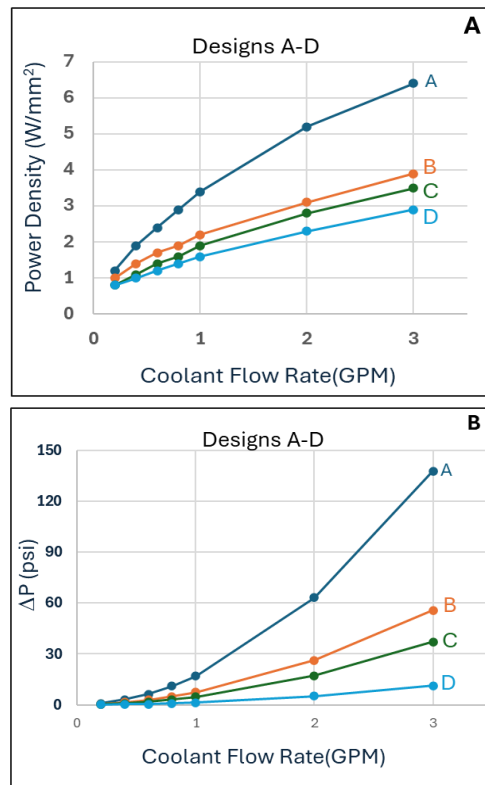 A
Designs A-D
Power Density (W/mm²)
7
6
5
4
3
2
1
0
A
B
C
D
0 1 2 3
Coolant Flow Rate(GPM)
B
Designs A-D
ΔP (psi)
150
120
90
60
30
0
A
B
C
D
0 1 2 3
Coolant Flow Rate(GPM)